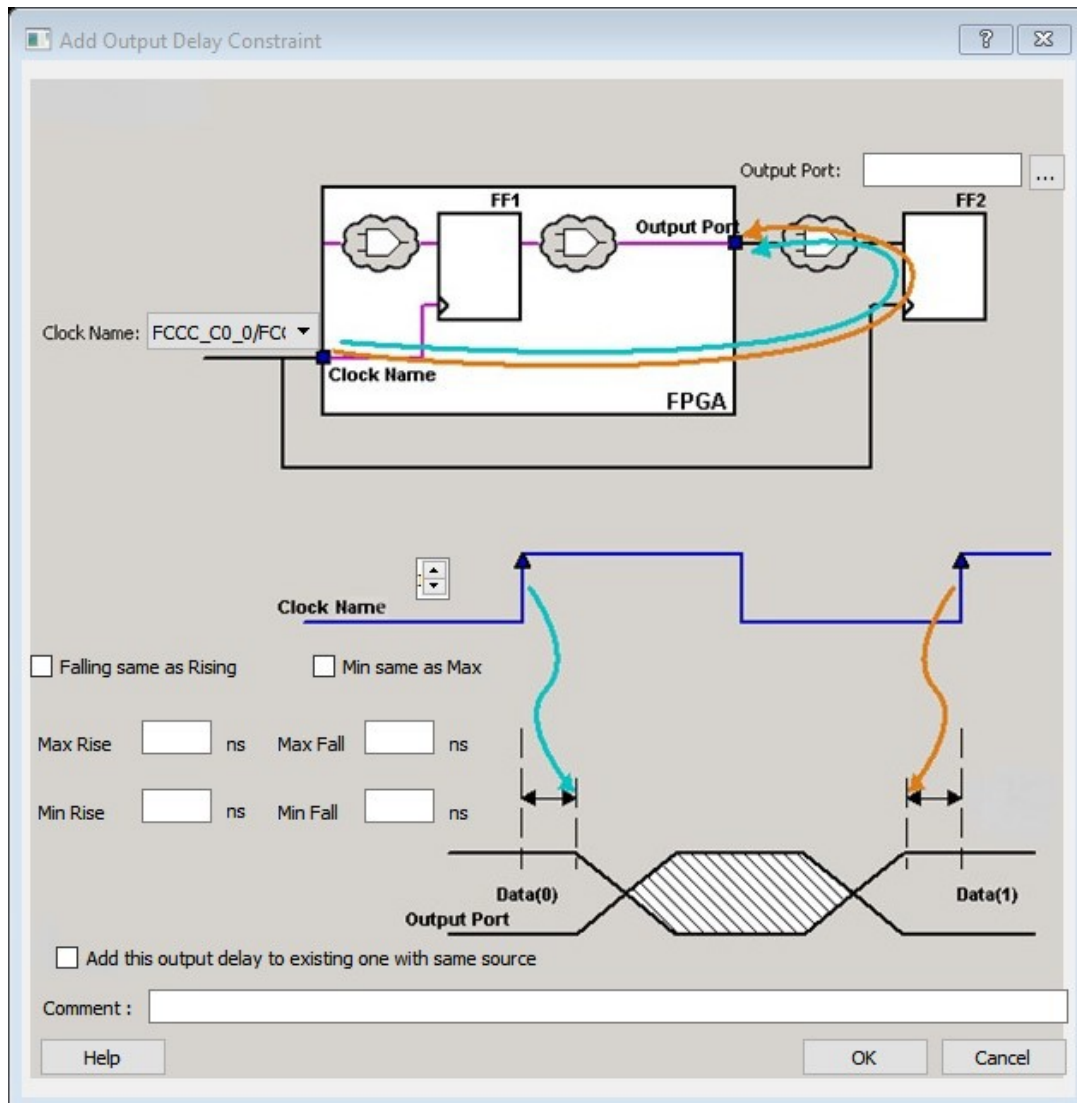 Add Output Delay Constraint
Output Port: ...
FF1
FF2
Output Port
Clock Name: FCCC_C0_0/FC
Clock Name
FPGA
Clock Name
Falling same as Rising
Min same as Max
Max Rise ns Max Fall ns
Min Rise ns Min Fall ns
Data(0)
Data(1)
Output Port
Add this output delay to existing one with same source
Comment :
Help
OK
Cancel